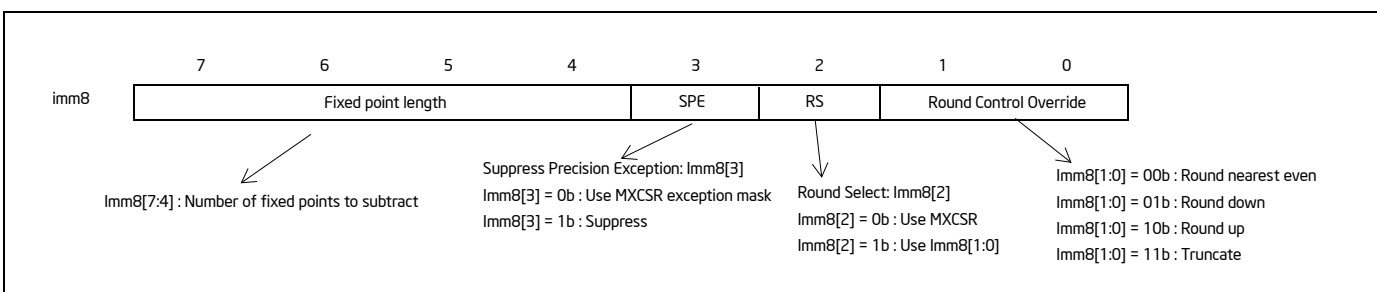 7 6 5 4 3 2 1 0
imm8 Fixed point length SPE RS Round Control Override
Imm8[7:4] : Number of fixed points to subtract
Suppress Precision Exception: Imm8[3]
Imm8[3] = 0b : Use MXCSR exception mask
Imm8[3] = 1b : Suppress
Round Select: Imm8[2]
Imm8[2] = 0b : Use MXCSR
Imm8[2] = 1b : Use Imm8[1:0]
Imm8[1:0] = 00b : Round nearest even
Imm8[1:0] = 01b : Round down
Imm8[1:0] = 10b : Round up
Imm8[1:0] = 11b : Truncate